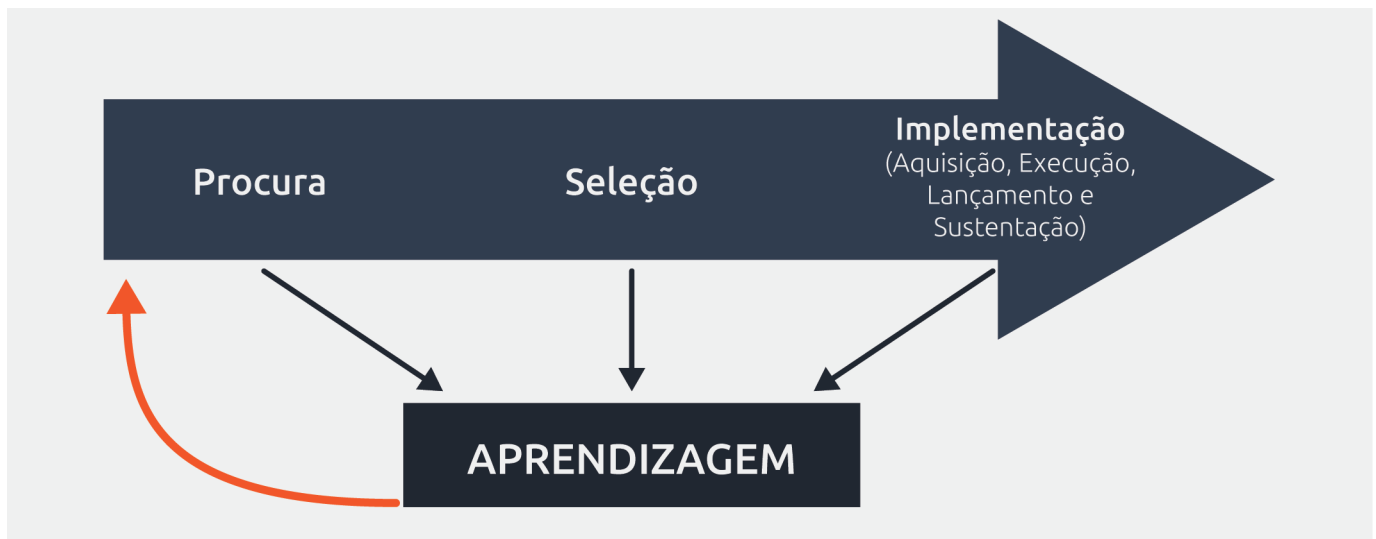 Procura
Seleção
Implementação
(Aquisição, Execução,
Lançamento e
Sustentação)
APRENDIZAGEM